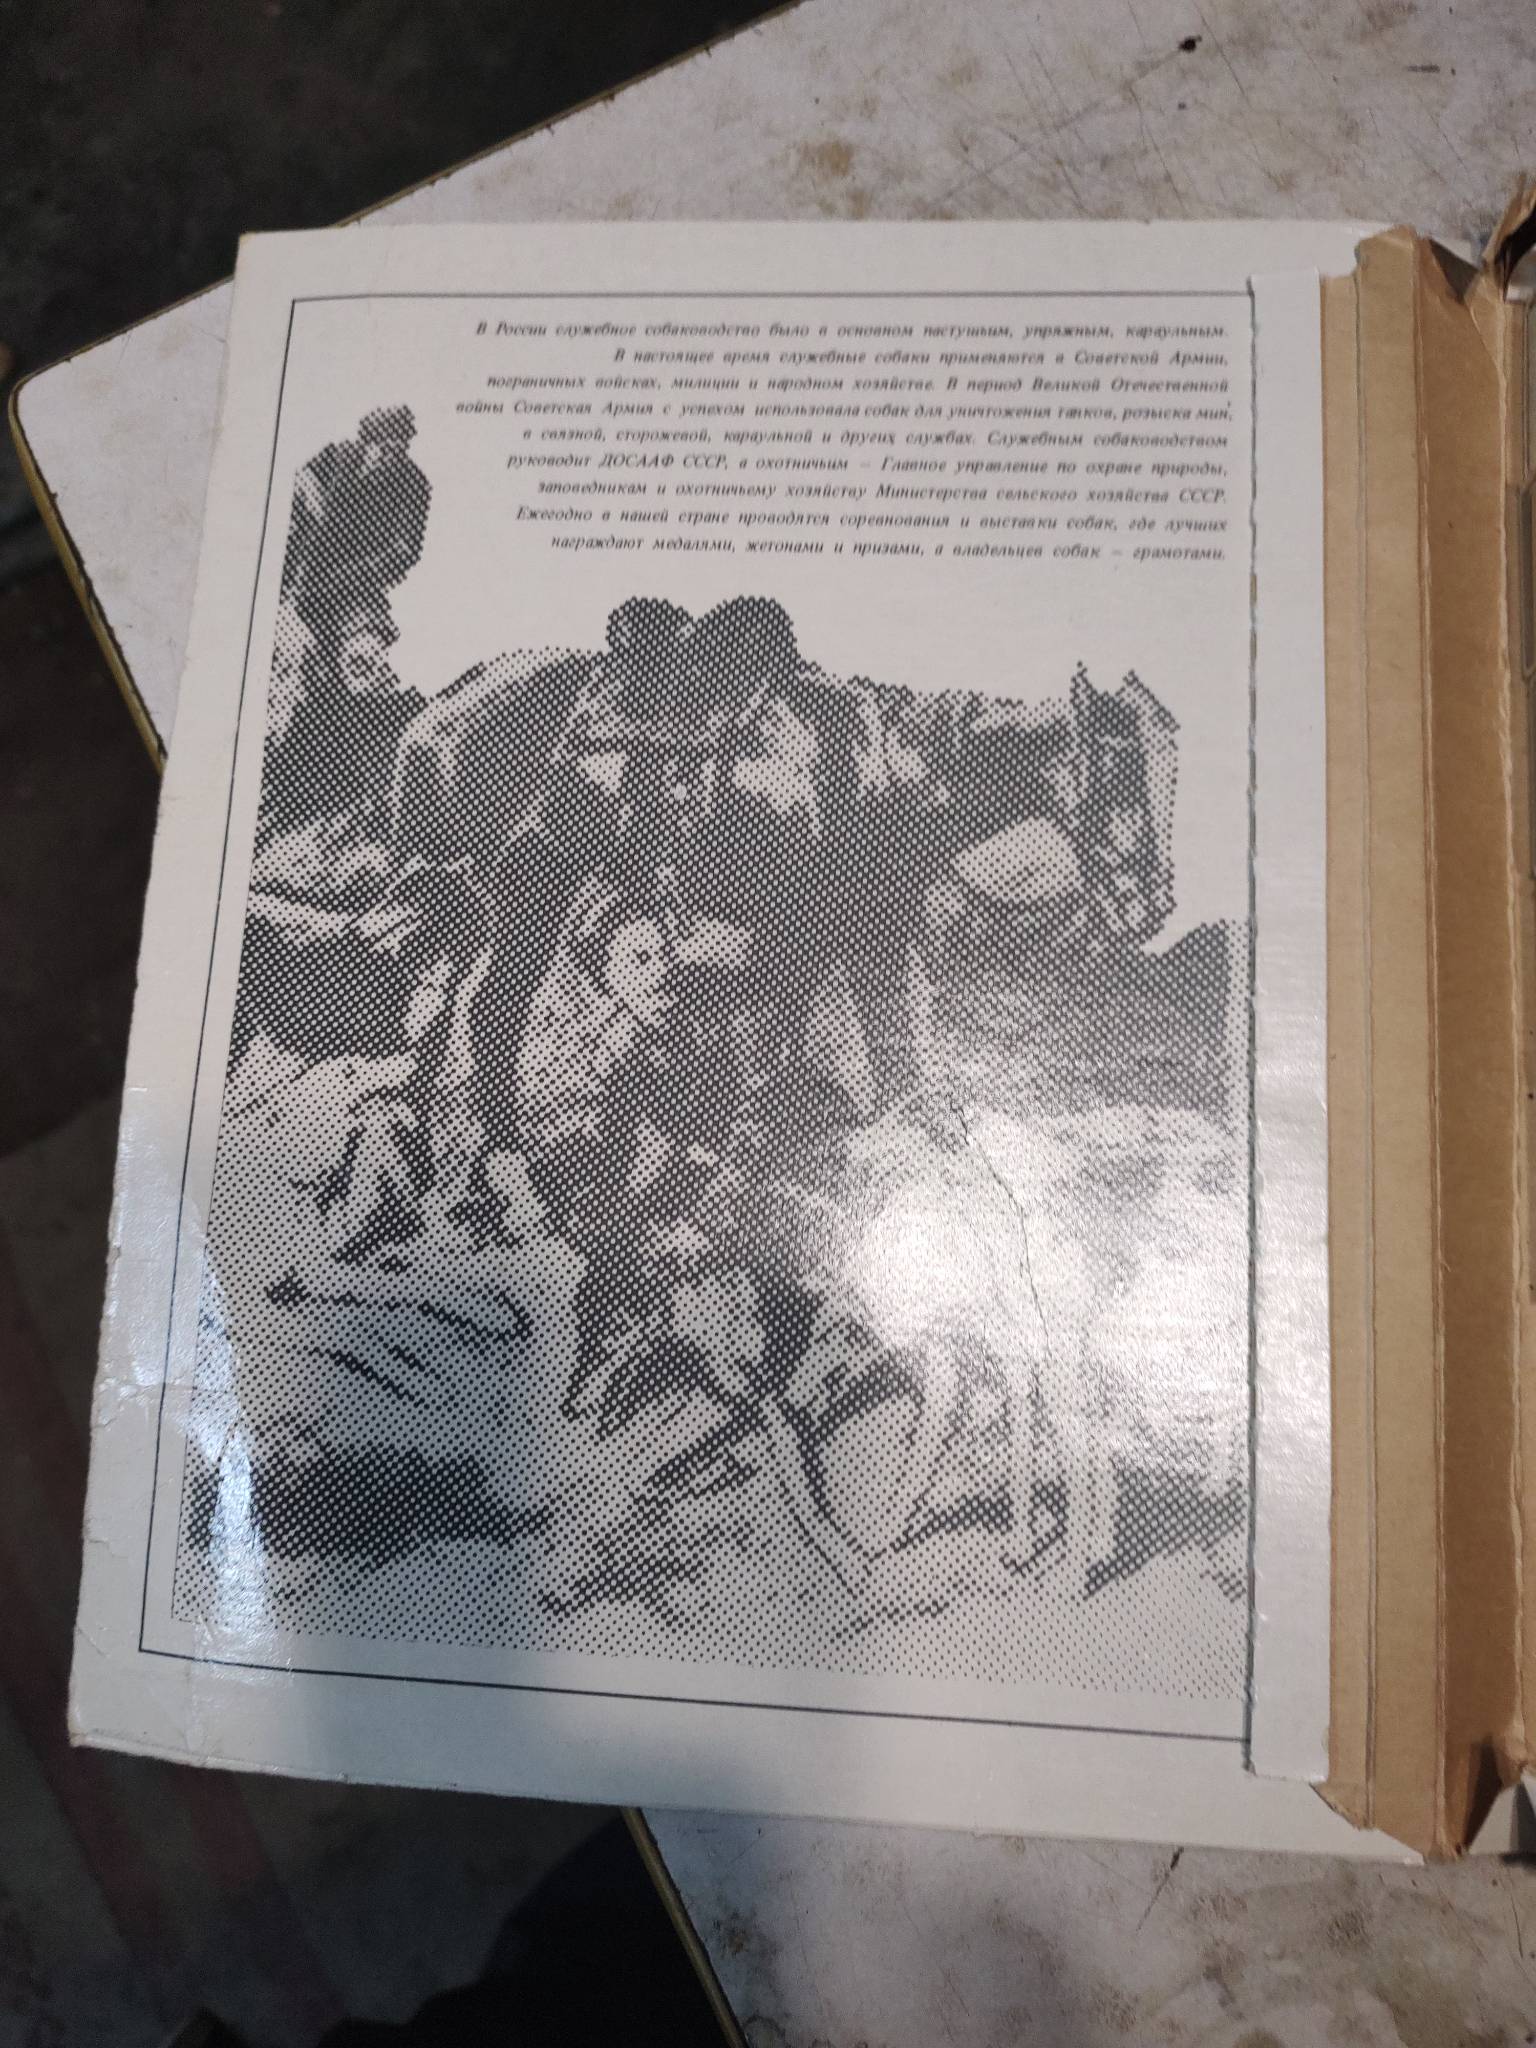 В России служебное собаководство было в основном пастушьим, упряжным, караульным.
В настоящее время служебные собаки применяются в Советской Армии,
пограничных войсках, милиции и народном хозяйстве. В период Великой Отечественной
войны Советская Армия с успехом использовала собак для уничтожения танков, розыска мин,
в связной, сторожевой, караульной и других службах. Служебным собаководством
руководит ДОСААФ СССР, а охотничьим — Главное управление по охране природы,
заповедникам и охотничьему хозяйству Министерства сельского хозяйства СССР.
Ежегодно в нашей стране проводятся соревнования и выставки собак, где лучших
награждают медалями, жетонами и призами, а владельцев собак — грамотами.